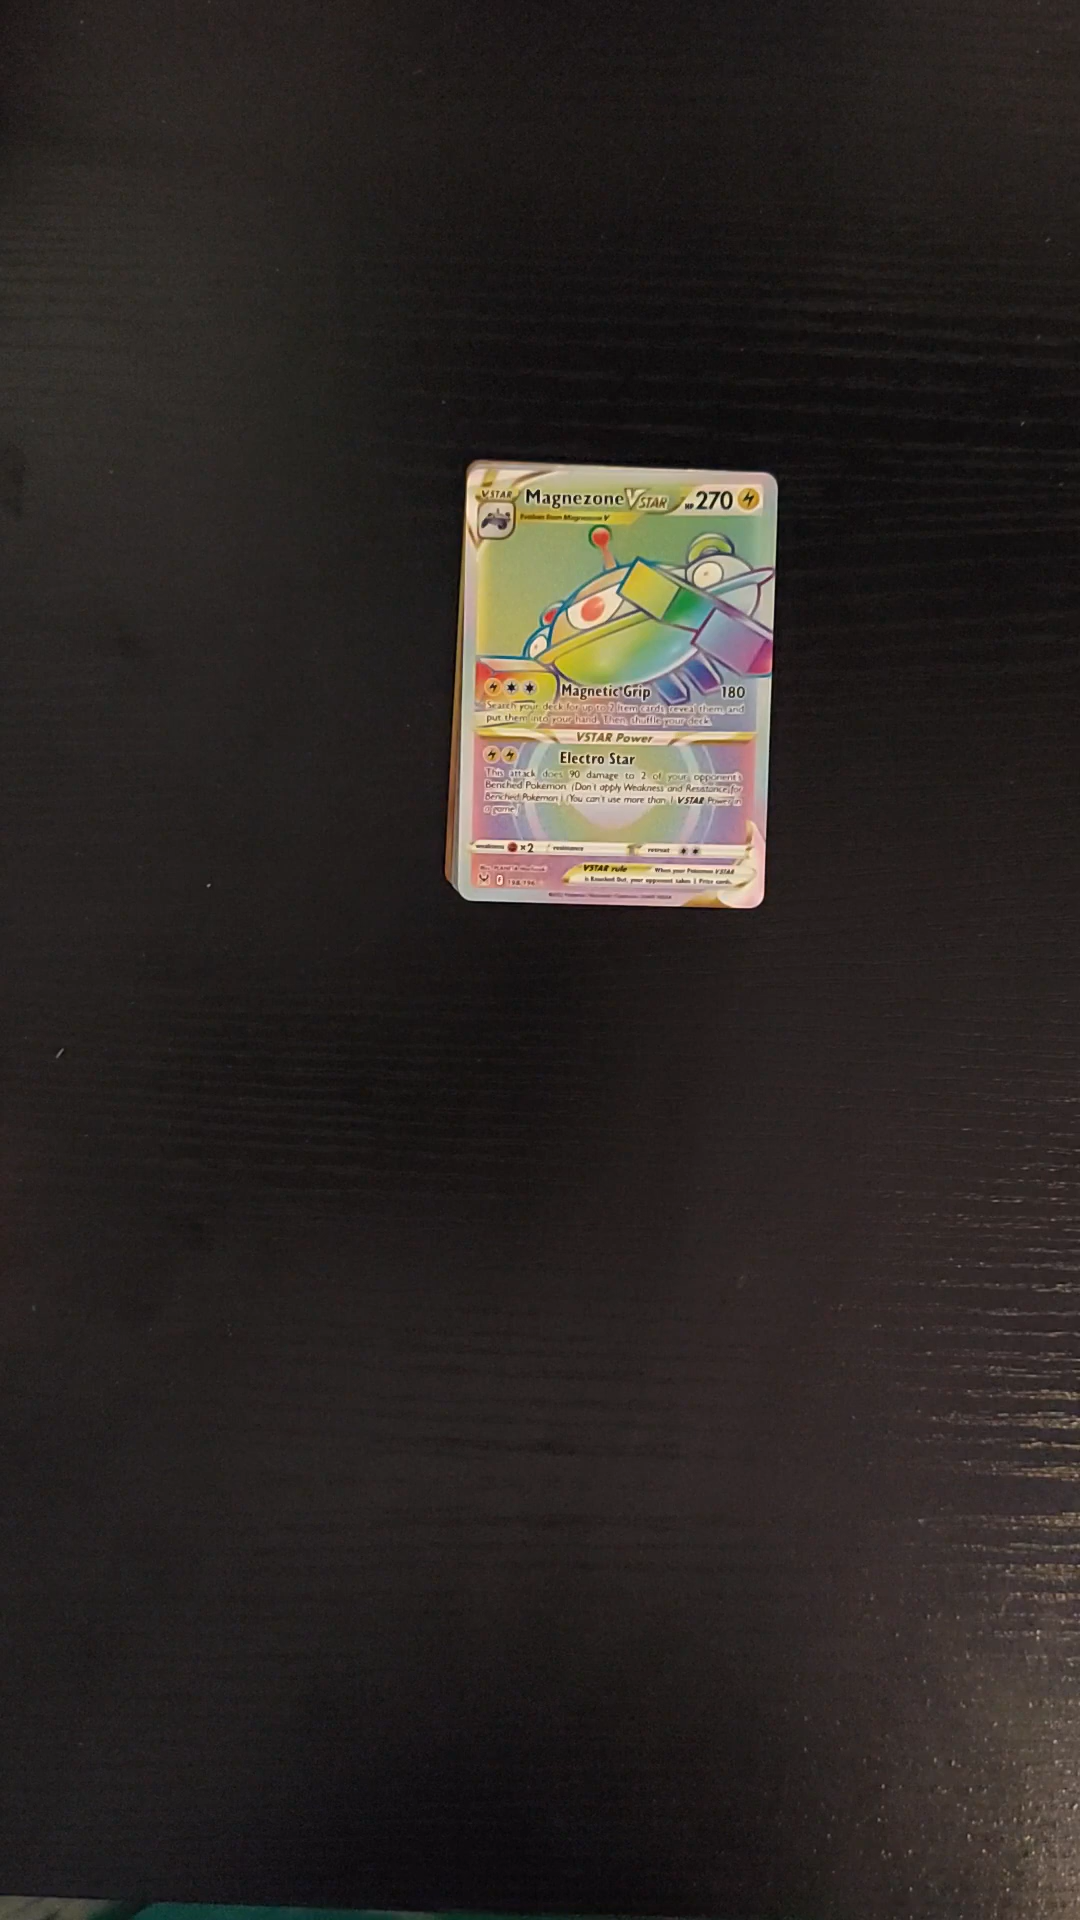 VSTAR Magnezone VSTAR HP 270
Evolves from Magnezone V
Magnetic Grip 180
Search your deck for up to 2 Item cards, reveal them, and
put them into your hand. Then, shuffle your deck.
VSTAR Power
Electro Star
This attack does 90 damage to 2 of your opponent's
Benched Pokémon. (Don't apply Weakness and Resistance for
Benched Pokémon.) (You can't use more than 1 VSTAR Power in
a game.)
weakness ×2 resistance retreat
VSTAR rule When your Pokémon VSTAR
is Knocked Out, your opponent takes 2 Prize cards.
198/196